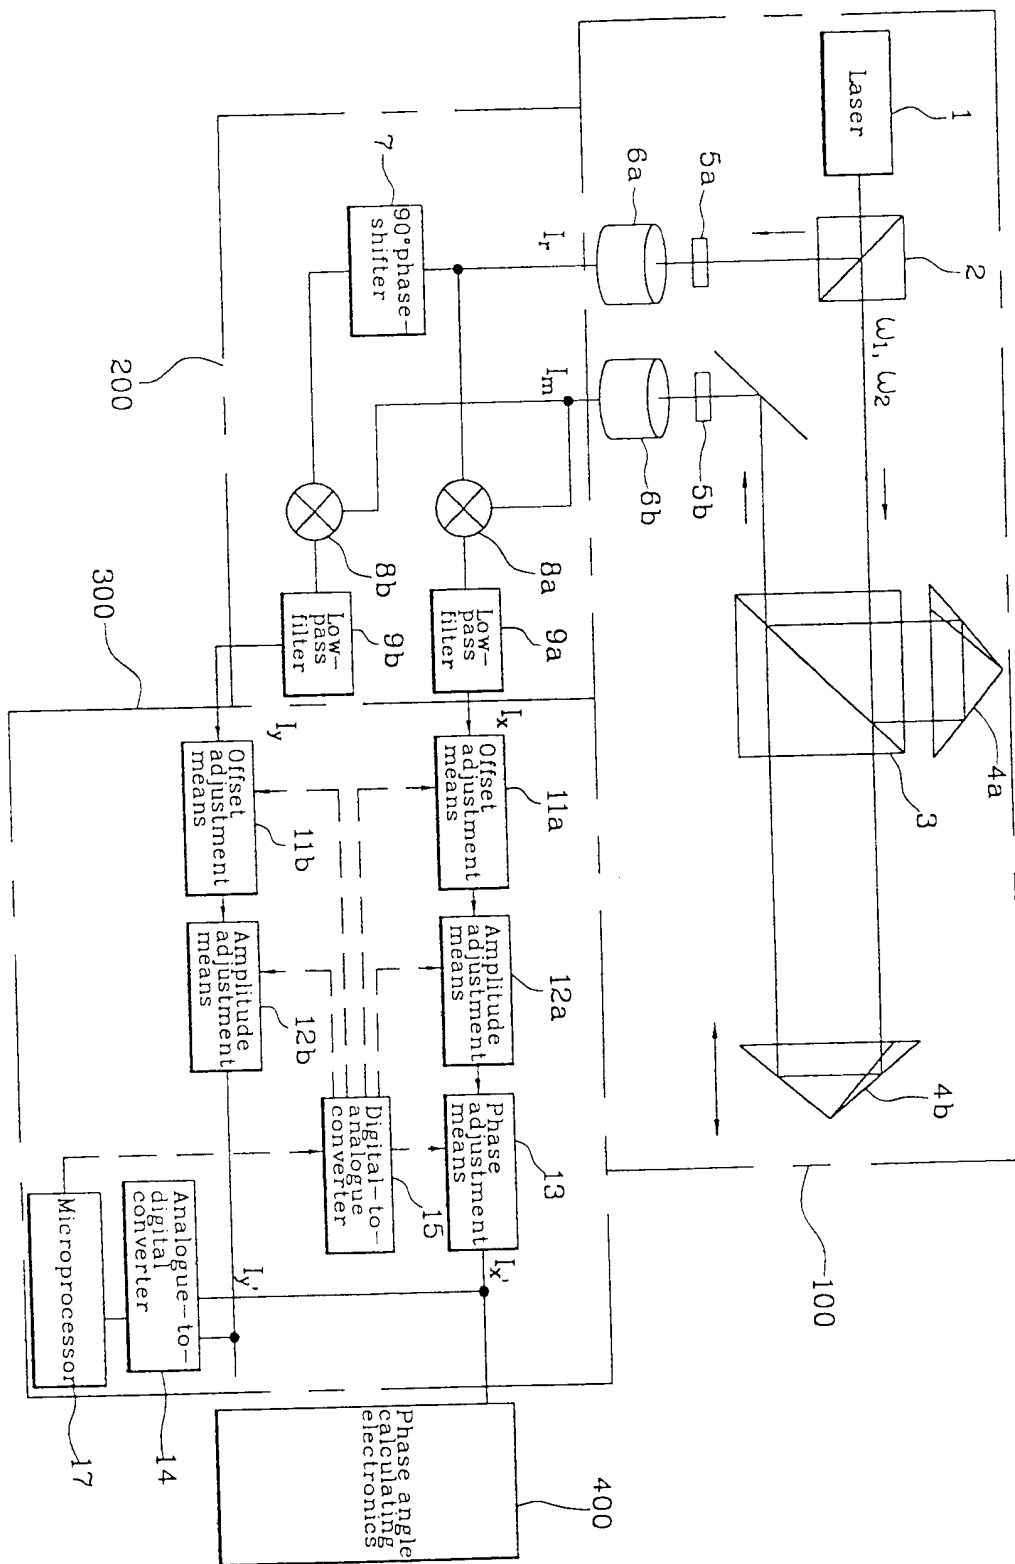 Laser
1
2
ω1, ω2
3
4a
4b
100
5a
5b
6a
6b
Ir
Im
7
90°phase-
shifter
8a
8b
200
Low-
pass
filter
9a
Low-
pass
filter
9b
300
Ix
Iy
Offset
adjustment
means
11a
Offset
adjustment
means
11b
Amplitude
adjustment
means
12a
Amplitude
adjustment
means
12b
Phase
adjustment
means
13
Digital-to-
analogue
converter
15
Ix'
Iy'
Analogue-to-
digital
converter
14
Microprocessor
17
Phase angle
calculating
electronics
400